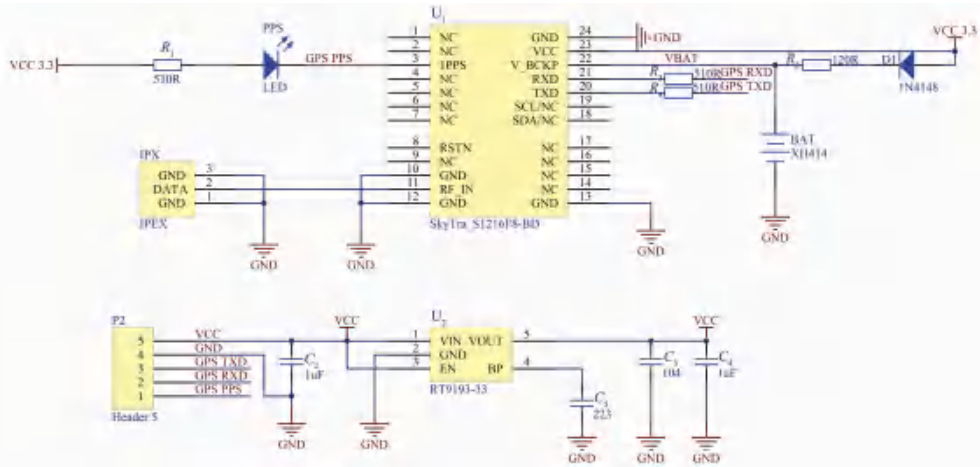 U1
PPS
R1
VCC 3.3
510R
LED
GPS PPS
1 NC
2 NC
3 1PPS
4 NC
5 NC
6 NC
7 NC
8 RSTN
9 NC
10 GND
11 RF_IN
12 GND
GND 24
VCC 23
V_BCKP 22
RXD 21
TXD 20
SCL/NC 19
SDA/NC 18
NC 17
NC 16
NC 15
NC 14
GND 13
SkyTra_S1216F8-BD
GND
VCC 3.3
VBAT
120R
D1
1N4148
510R GPS RXD
510R GPS TXD
BAT
XH414
GND
GND
IPX
GND 3
DATA 2
GND 1
IPEX
GND
GND
P2
5 VCC
4 GND
3 GPS TXD
2 GPS RXD
1 GPS PPS
Header 5
C2
1uF
GND
VCC
U2
1 VIN
2 GND
3 EN
VOUT 5
BP 4
RT9193-33
GND
223
GND
104
GND
VCC
1uF
GND